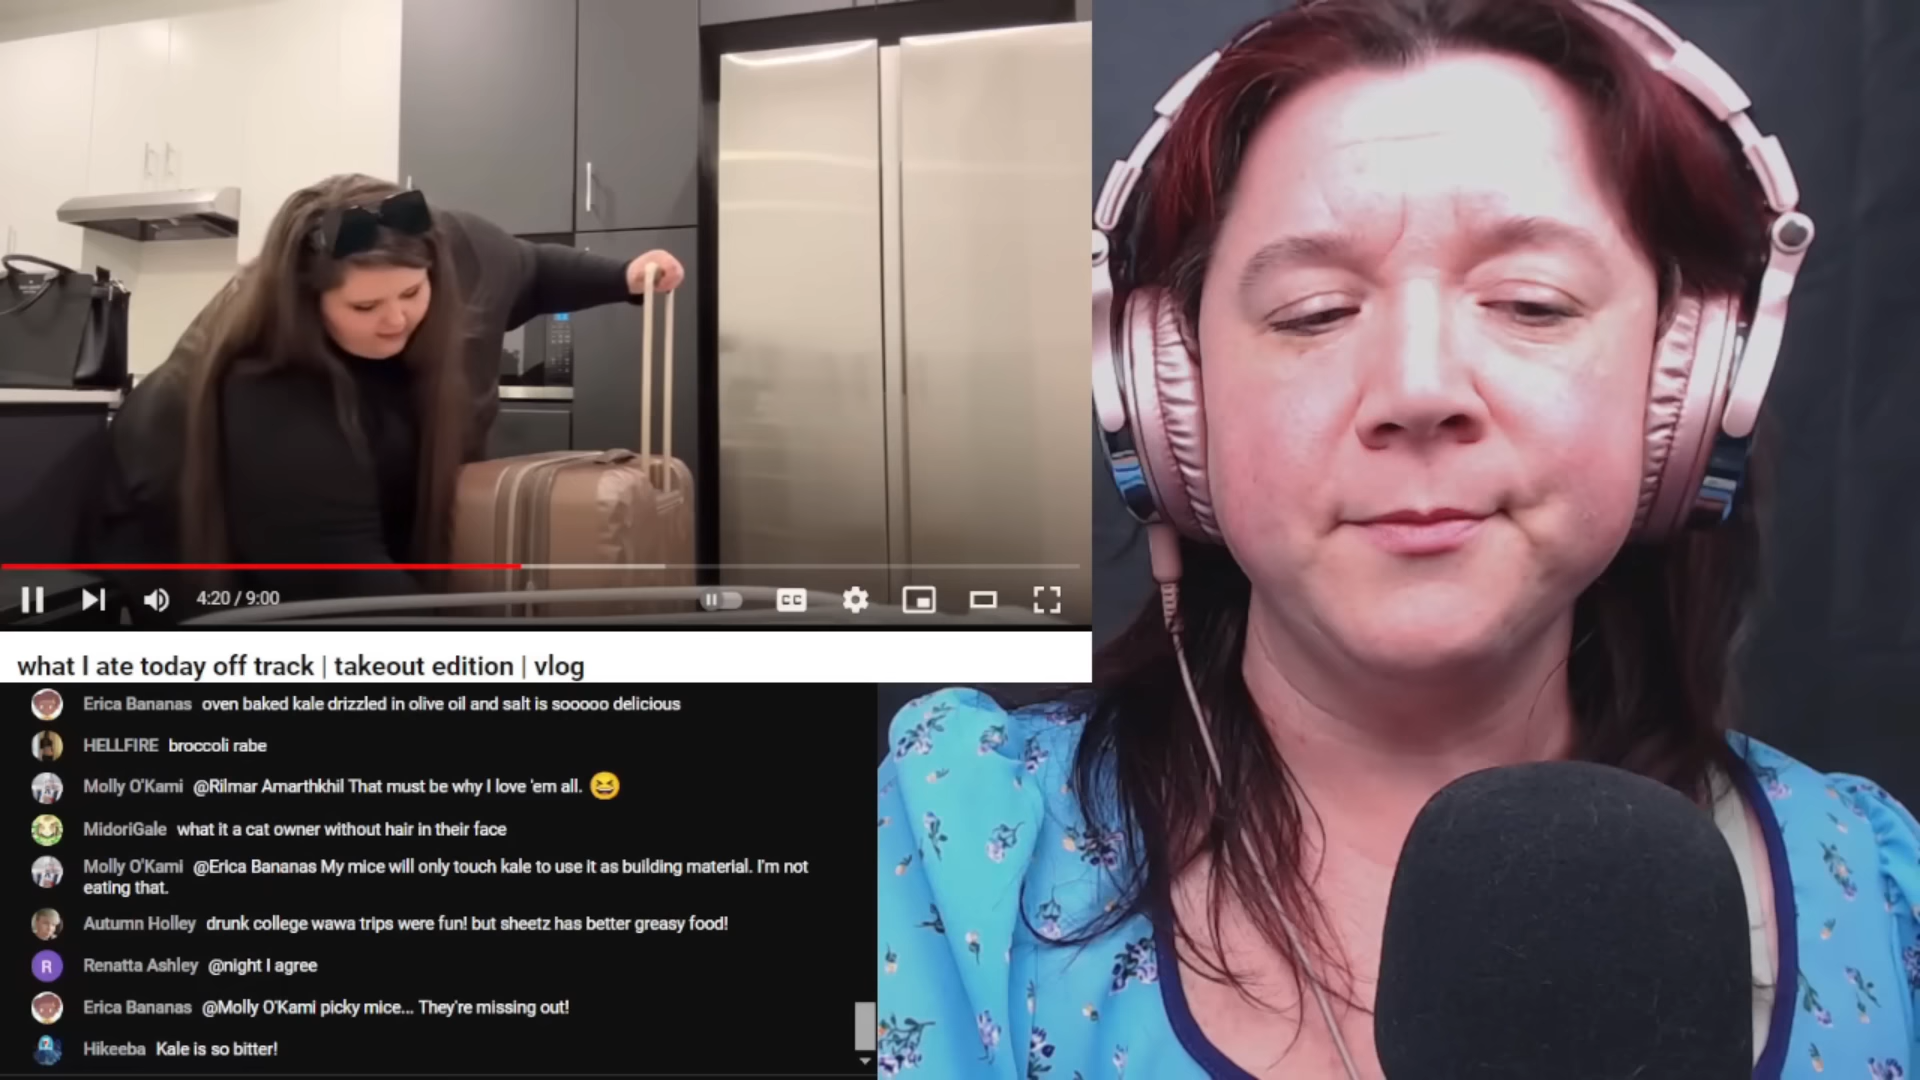 4:20 / 9:00
CC
what I ate today off track | takeout edition | vlog
Erica Bananas oven baked kale drizzled in olive oil and salt is sooooo delicious
HELLFIRE broccoli rabe
Molly O'Kami @Rilmar Amarthkhil That must be why I love 'em all. 😆
MidoriGale what it a cat owner without hair in their face
Molly O'Kami @Erica Bananas My mice will only touch kale to use it as building material. I'm not
eating that.
Autumn Holley drunk college wawa trips were fun! but sheetz has better greasy food!
R Renatta Ashley @night I agree
Erica Bananas @Molly O'Kami picky mice... They're missing out!
Hikeeba Kale is so bitter!